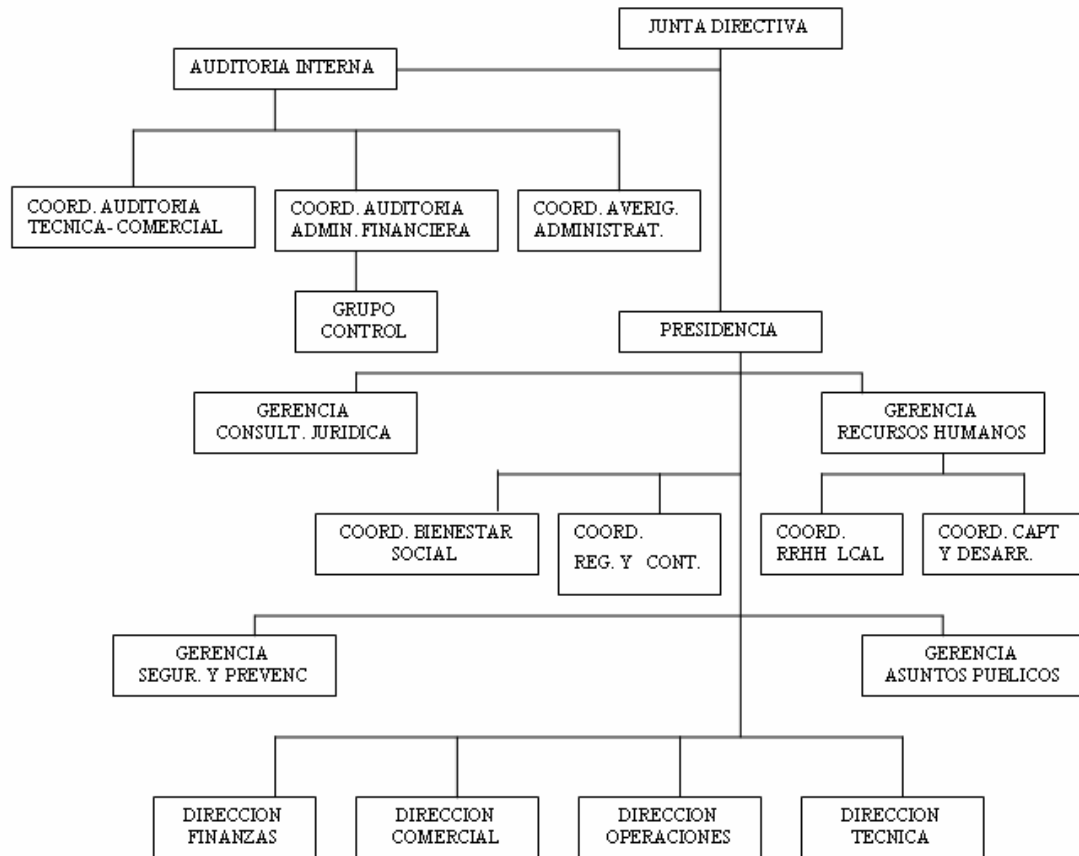 JUNTA DIRECTIVA
AUDITORIA INTERNA
COORD. AUDITORIA
TECNICA- COMERCIAL
COORD. AUDITORIA
ADMIN. FINANCIERA
COORD. AVERIG.
ADMINISTRAT.
GRUPO
CONTROL
PRESIDENCIA
GERENCIA
CONSULT. JURIDICA
GERENCIA
RECURSOS HUMANOS
COORD. BIENESTAR
SOCIAL
COORD.
REG. Y CONT.
COORD.
RRHH LCAL
COORD. CAPT
Y DESARR.
GERENCIA
SEGUR. Y PREVENC
GERENCIA
ASUNTOS PUBLICOS
DIRECCION
FINANZAS
DIRECCION
COMERCIAL
DIRECCION
OPERACIONES
DIRECCION
TECNICA